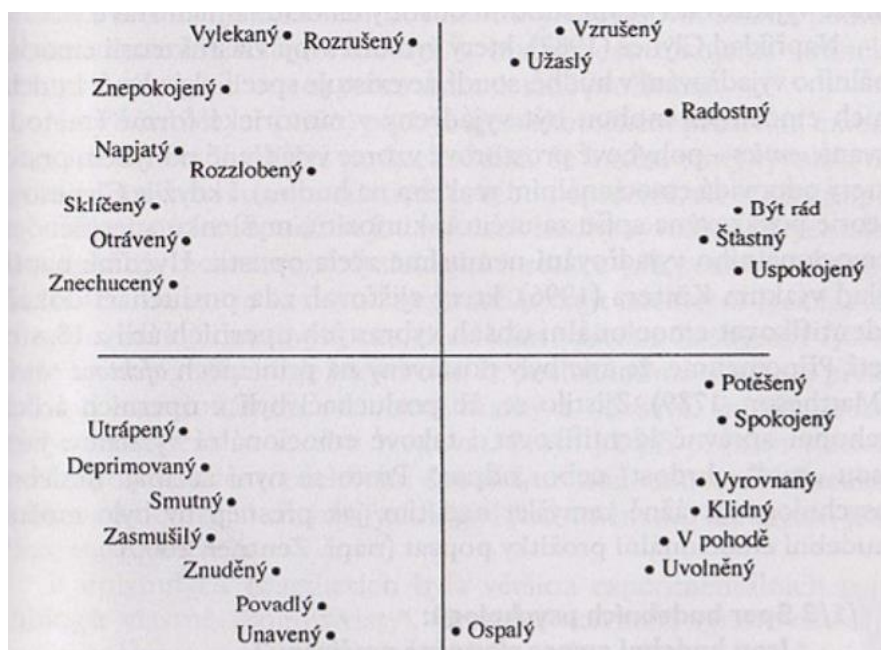 Vylekaný
Rozrušený
Vzrušený
Užaslý
Znepokojený
Radostný
Napjatý
Rozzlobený
Sklíčený
Být rád
Otrávený
Šťastný
Znechucený
Uspokojený
Potěšený
Utrápený
Spokojený
Deprimovaný
Vyrovnaný
Smutný
Klidný
Zasmušilý
V pohodě
Znuděný
Uvolněný
Povadlý
Unavený
Ospalý